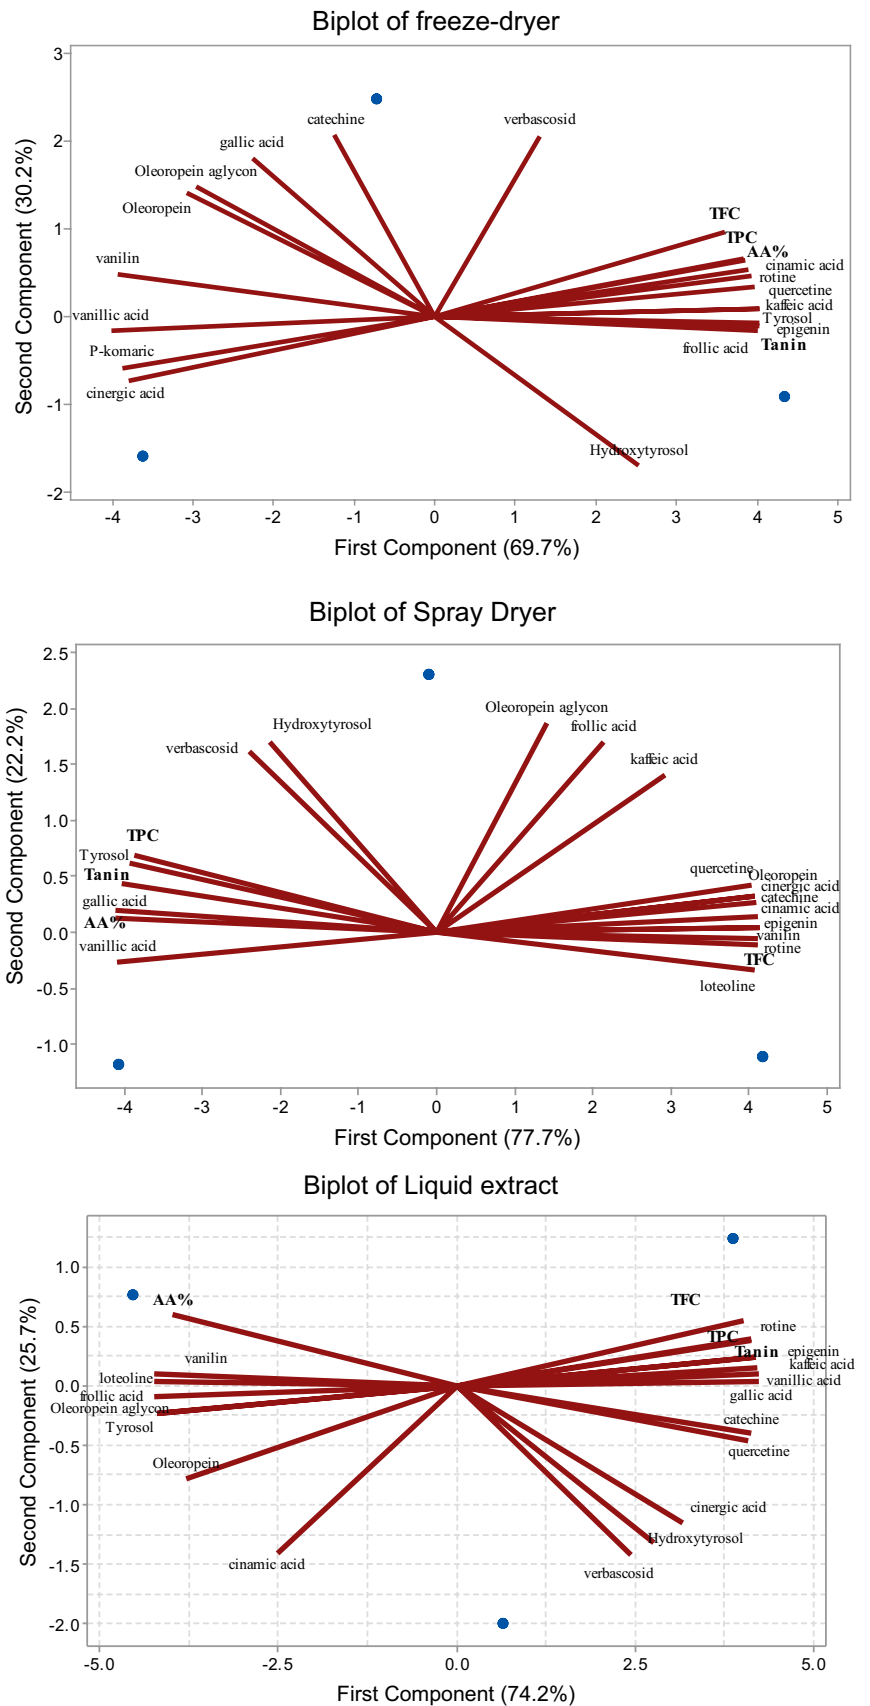 Biplot of freeze-dryer
3
catechine
verbascosid
gallic acid
2
Oleoropein aglycon
Oleoropein
TFC
TPC
1
AA%
vanilin
cinamic acid
rotine
quercetine
vanillic acid
kaffeic acid
0
Tyrosol
epigenin
P-komaric
frollic acid
Tanin
cinergic acid
-1
Hydroxytyrosol
-2
-4 -3 -2 -1 0 1 2 3 4 5
Second Component (30.2%)
First Component (69.7%)
Biplot of Spray Dryer
2.5
2.0
Oleoropein aglycon
Hydroxytyrosol
frollic acid
verbascosid
kaffeic acid
1.5
1.0
TPC
Tyrosol
quercetine
Tanin
Oleoropein
0.5
cinergic acid
gallic acid
catechine
cinamic acid
AA%
epigenin
0.0
vanilin
vanillic acid
rotine
TFC
-0.5
loteoline
-1.0
-4 -3 -2 -1 0 1 2 3 4 5
Second Component (22.2%)
First Component (77.7%)
Biplot of Liquid extract
1.0
AA%
TFC
0.5
rotine
TPC
vanilin
Tanin
epigenin
kaffeic acid
loteoline
vanillic acid
0.0
frollic acid
gallic acid
Oleoropein aglycon
catechine
Tyrosol
-0.5
quercetine
Oleoropein
-1.0
cinergic acid
Hydroxytyrosol
cinamic acid
-1.5
verbascosid
-2.0
-5.0 -2.5 0.0 2.5 5.0
Second Component (25.7%)
First Component (74.2%)